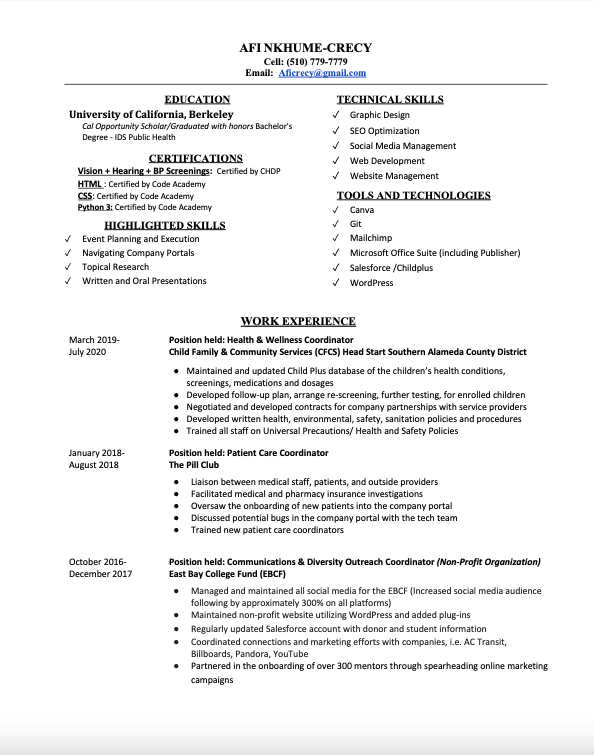 AFI NKHUME-CRECY
Cell: (510) 779-7779
Email: Aficrecy@gmail.com
EDUCATION
University of California, Berkeley
Cal Opportunity Scholar/Graduated with honors Bachelor's
Degree - IDS Public Health
CERTIFICATIONS
Vision + Hearing + BP Screenings: Certified by CHDP
HTML : Certified by Code Academy
CSS: Certified by Code Academy
Python 3: Certified by Code Academy
HIGHLIGHTED SKILLS
✓ Event Planning and Execution
✓ Navigating Company Portals
✓ Topical Research
✓ Written and Oral Presentations
TECHNICAL SKILLS
✓ Graphic Design
✓ SEO Optimization
✓ Social Media Management
✓ Web Development
✓ Website Management
TOOLS AND TECHNOLOGIES
✓ Canva
✓ Git
✓ Mailchimp
✓ Microsoft Office Suite (including Publisher)
✓ Salesforce /Childplus
✓ WordPress
WORK EXPERIENCE
March 2019-
July 2020
Position held: Health & Wellness Coordinator
Child Family & Community Services (CFCS) Head Start Southern Alameda County District
● Maintained and updated Child Plus database of the children's health conditions,
screenings, medications and dosages
● Developed follow-up plan, arrange re-screening, further testing, for enrolled children
● Negotiated and developed contracts for company partnerships with service providers
● Developed written health, environmental, safety, sanitation policies and procedures
● Trained all staff on Universal Precautions/ Health and Safety Policies
January 2018-
August 2018
Position held: Patient Care Coordinator
The Pill Club
● Liaison between medical staff, patients, and outside providers
● Facilitated medical and pharmacy insurance investigations
● Oversaw the onboarding of new patients into the company portal
● Discussed potential bugs in the company portal with the tech team
● Trained new patient care coordinators
October 2016-
December 2017
Position held: Communications & Diversity Outreach Coordinator (Non-Profit Organization)
East Bay College Fund (EBCF)
● Managed and maintained all social media for the EBCF (Increased social media audience
following by approximately 300% on all platforms)
● Maintained non-profit website utilizing WordPress and added plug-ins
● Regularly updated Salesforce account with donor and student information
● Coordinated connections and marketing efforts with companies, i.e. AC Transit,
Billboards, Pandora, YouTube
● Partnered in the onboarding of over 300 mentors through spearheading online marketing
campaigns